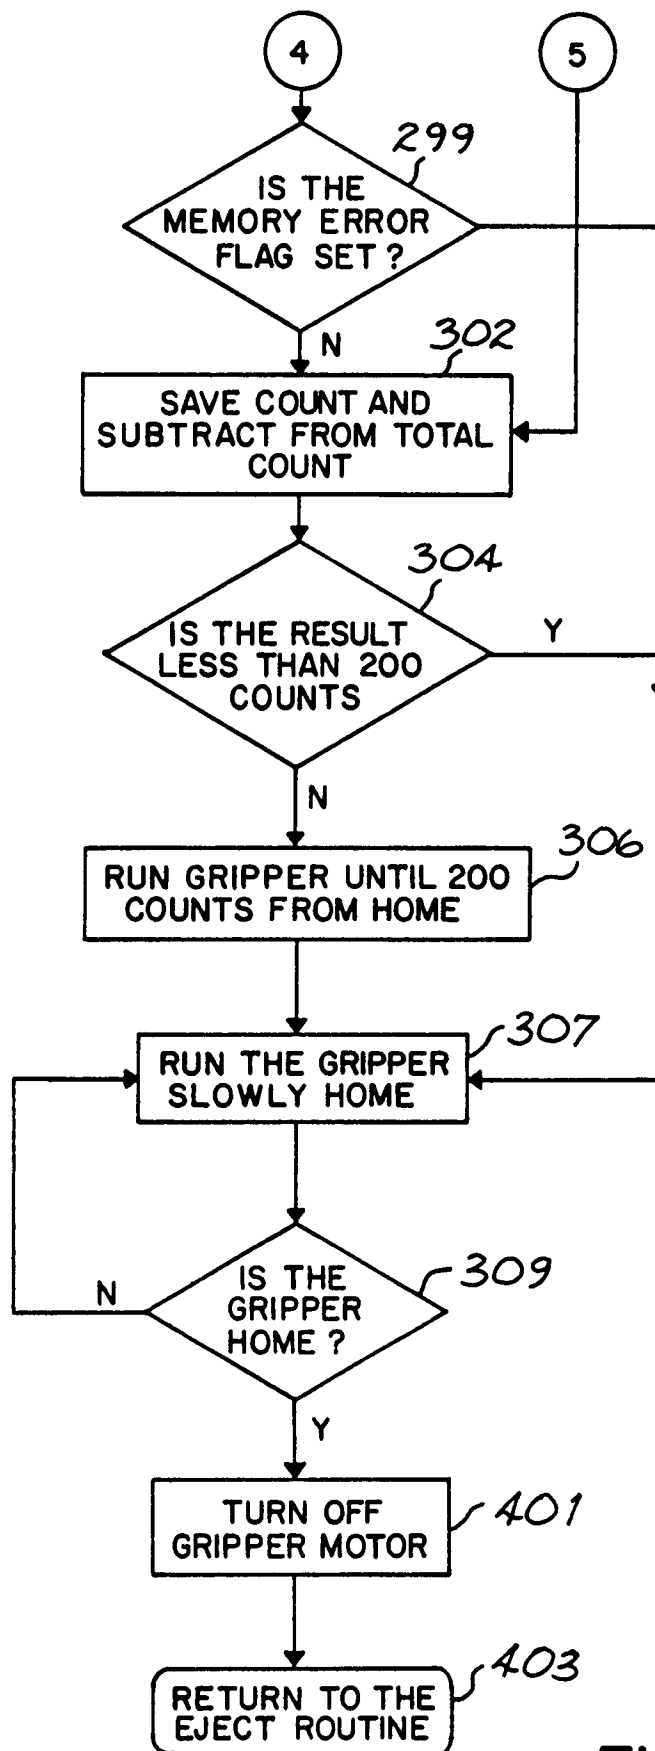 4
5
299
IS THE
MEMORY ERROR
FLAG SET ?
N
302
SAVE COUNT AND
SUBTRACT FROM TOTAL
COUNT
304
IS THE RESULT
LESS THAN 200
COUNTS
Y
N
306
RUN GRIPPER UNTIL 200
COUNTS FROM HOME
307
RUN THE GRIPPER
SLOWLY HOME
309
IS THE
GRIPPER
HOME ?
N
Y
401
TURN OFF
GRIPPER MOTOR
403
RETURN TO THE
EJECT ROUTINE